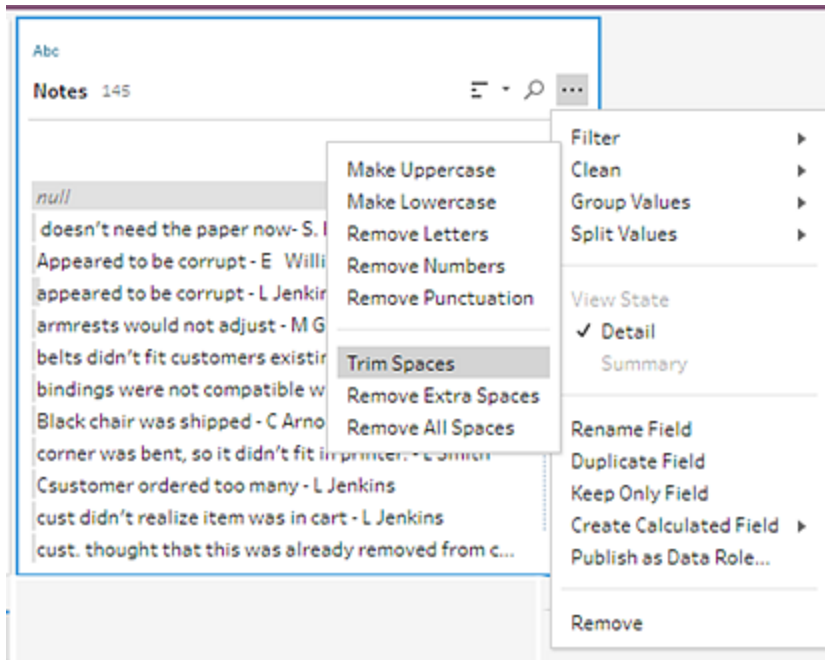 Abc
Notes 145
null
doesn't need the paper now- S.
Appeared to be corrupt - E Willi
appeared to be corrupt - L Jenkin
armrests would not adjust - M G
belts didn't fit customers existin
bindings were not compatible w
Black chair was shipped - C Arno
corner was bent, so it didn't fit in printer. - L Smith
Csustomer ordered too many - L Jenkins
cust didn't realize item was in cart - L Jenkins
cust. thought that this was already removed from c...
Make Uppercase
Make Lowercase
Remove Letters
Remove Numbers
Remove Punctuation
Trim Spaces
Remove Extra Spaces
Remove All Spaces
Filter
Clean
Group Values
Split Values
View State
✓ Detail
Summary
Rename Field
Duplicate Field
Keep Only Field
Create Calculated Field
Publish as Data Role...
Remove